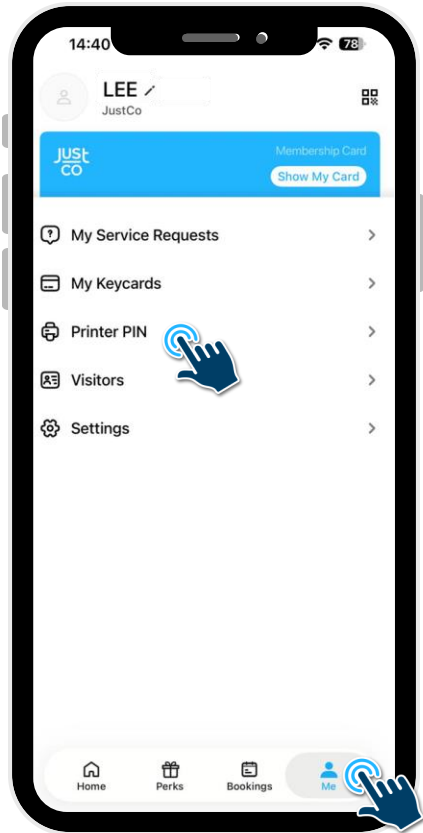 14:40
78
LEE
JustCo
JUST
CO
Membership Card
Show My Card
My Service Requests
My Keycards
Printer PIN
Visitors
Settings
Home
Perks
Bookings
Me